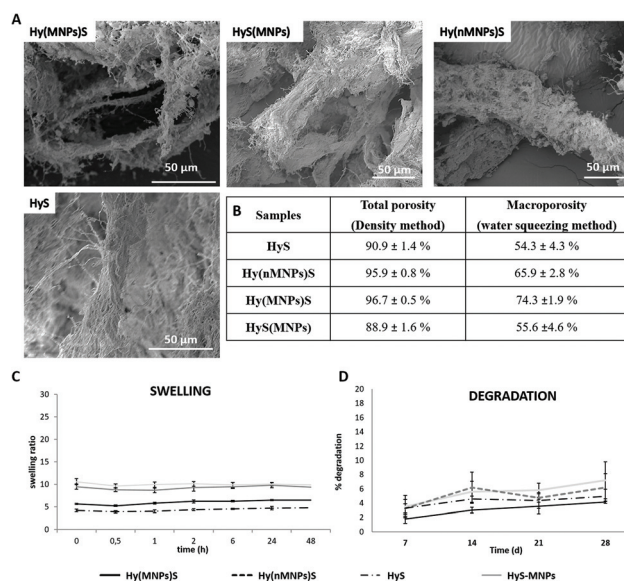 A
Hy(MNPs)S
HyS(MNPs)
Hy(nMNPs)S
50 µm
50 µm
50 µm
HyS
50 µm
B
Samples
Total porosity
(Density method)
Macroporosity
(water squeezing method)
HyS
90.9 ± 1.4 %
54.3 ± 4.3 %
Hy(nMNPs)S
95.9 ± 0.8 %
65.9 ± 2.8 %
Hy(MNPs)S
96.7 ± 0.5 %
74.3 ±1.9 %
HyS(MNPs)
88.9 ± 1.6 %
55.6 ±4.6 %
C
SWELLING
swelling ratio
30
25
20
15
10
5
0
0
0,5
1
2
6
24
48
time (h)
D
DEGRADATION
% degradation
20
18
16
14
12
10
8
6
4
2
0
7
14
21
28
Time (d)
Hy(MNPs)S
Hy(nMNPs)S
HyS
HyS-MNPs